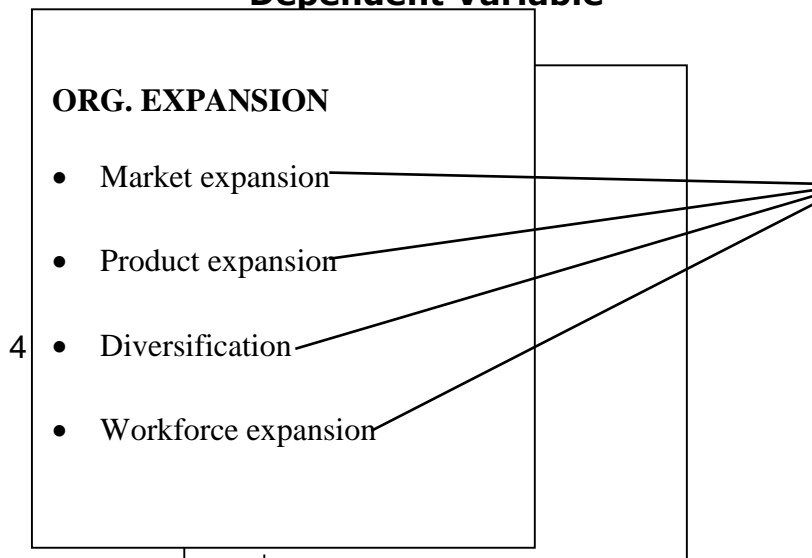 Dependent Variable
ORG. EXPANSION
• Market expansion
• Product expansion
4
• Diversification
• Workforce expansion